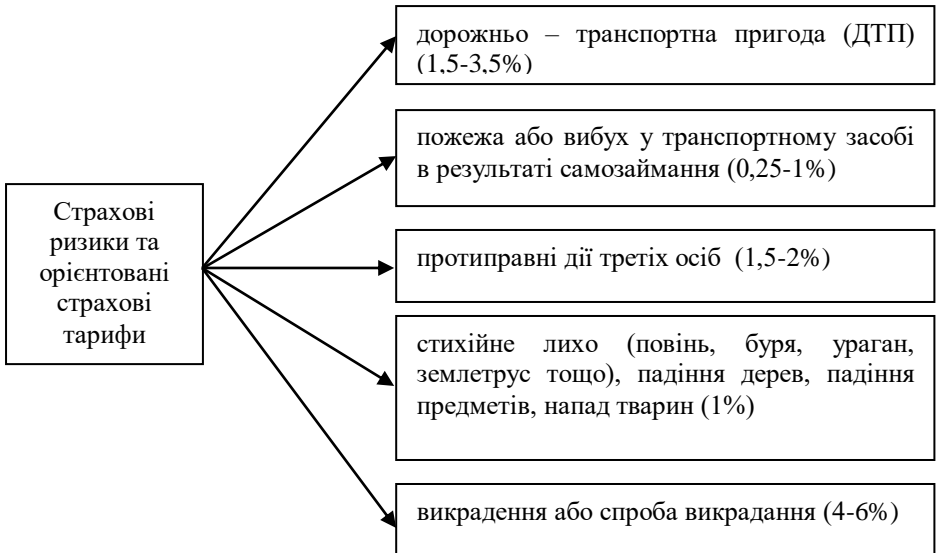 Страхові
ризики та
орієнтовані
страхові
тарифи
дорожньо – транспортна пригода (ДТП)
(1,5-3,5%)
пожежа або вибух у транспортному засобі
в результаті самозаймання (0,25-1%)
протиправні дії третіх осіб (1,5-2%)
стихійне лихо (повінь, буря, ураган,
землетрус тощо), падіння дерев, падіння
предметів, напад тварин (1%)
викрадення або спроба викрадання (4-6%)